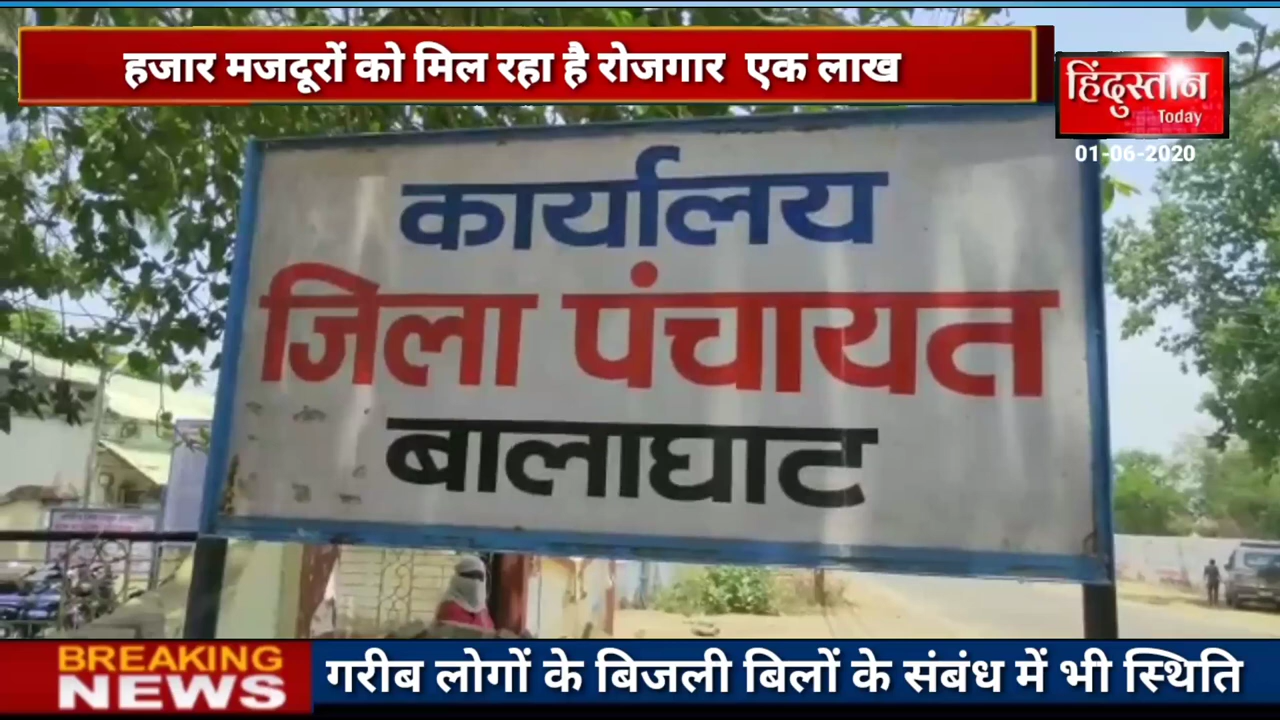 हजार मजदूरों को मिल रहा है रोजगार एक लाख
हिंदुस्तान
Today
01-06-2020
कार्यालय
जिला पंचायत
बालाघाट
BREAKING
NEWS
गरीब लोगों के बिजली बिलों के संबंध में भी स्थिति